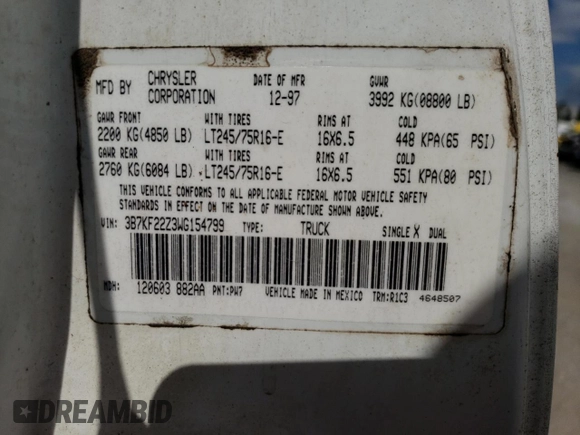 MFD BY CHRYSLER CORPORATION DATE OF MFR 12-97 GVWR 3992 KG(08800 LB)
GAWR FRONT WITH TIRES RIMS AT COLD
2200 KG(4850 LB) LT245/75R16-E 16X6.5 448 KPA(65 PSI)
GAWR REAR WITH TIRES RIMS AT COLD
2760 KG(6084 LB) LT245/75R16-E 16X6.5 551 KPA(80 PSI)
THIS VEHICLE CONFORMS TO ALL APPLICABLE FEDERAL MOTOR VEHICLE SAFETY
STANDARDS IN EFFECT ON THE DATE OF MANUFACTURE SHOWN ABOVE.
VIN: 3B7KF22Z3WG154799 TYPE: TRUCK SINGLE X DUAL
MDH: 120603 882AA PNT:PW7 VEHICLE MADE IN MEXICO TRM:R1C3 4648507
DREAMBID